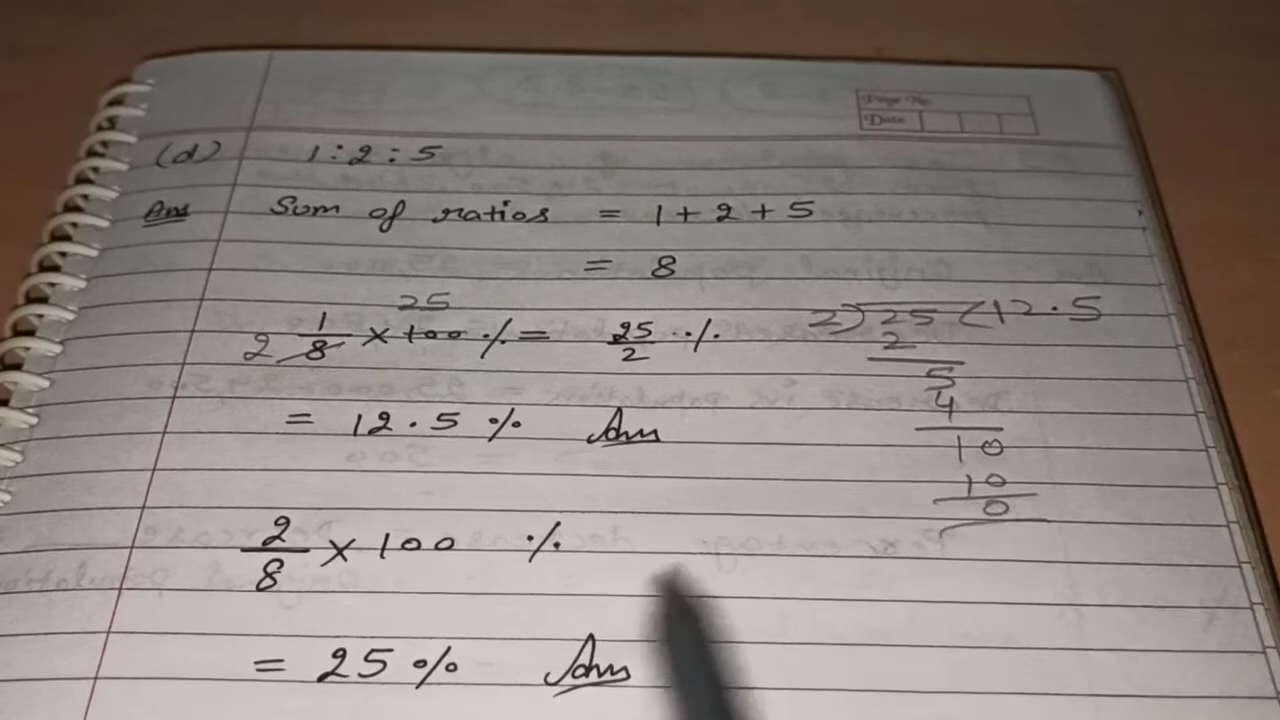 Page No.
Date
(d) 1:2:5
Ans Sum of ratios = 1+2+5
= 8
25
2 1/8 × 100 % = 25/2 % 2) 25 (12.5
2
5
4
= 12.5 % Ans
10
10
0
2/8 × 100 %
= 25 % Ans